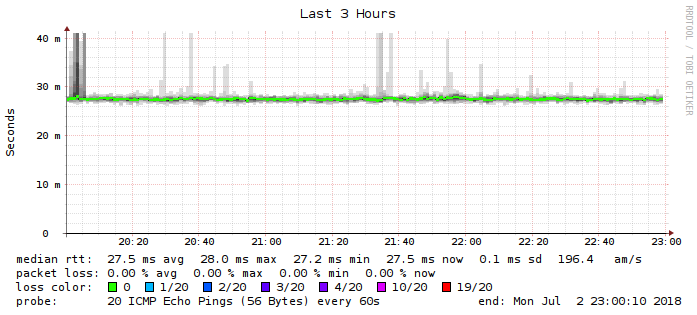 Last 3 Hours
RRDTOOL / TOBI OETIKER
Seconds
40 m
30 m
20 m
10 m
0
20:20 20:40 21:00 21:20 21:40 22:00 22:20 22:40 23:00
median rtt: 27.5 ms avg 28.0 ms max 27.2 ms min 27.5 ms now 0.1 ms sd 196.4 am/s
packet loss: 0.00 % avg 0.00 % max 0.00 % min 0.00 % now
loss color: 0 1/20 2/20 3/20 4/20 10/20 19/20
probe: 20 ICMP Echo Pings (56 Bytes) every 60s end: Mon Jul 2 23:00:10 2018